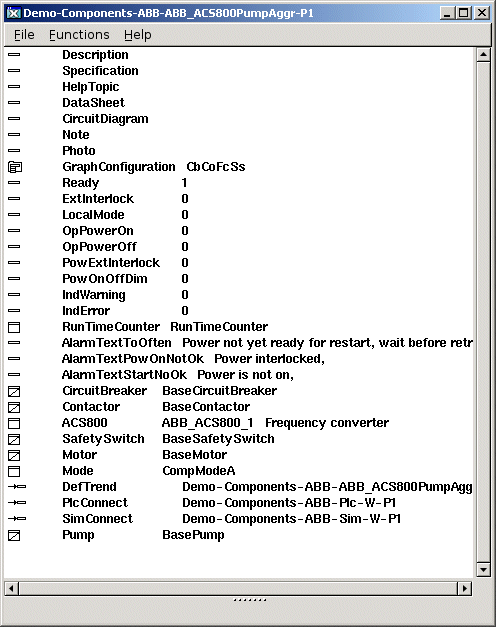 Demo-Components-ABB-ABB_ACS800PumpAggr-P1
File Functions Help
Description
Specification
HelpTopic
DataSheet
CircuitDiagram
Note
Photo
GraphConfiguration CbCoFcSs
Ready 1
ExtInterlock 0
LocalMode 0
OpPowerOn 0
OpPowerOff 0
PowExtInterlock 0
PowOnOffDim 0
IndWarning 0
IndError 0
RunTimeCounter RunTimeCounter
AlarmTextToOften Power not yet ready for restart, wait before retr
AlarmTextPowOnNotOk Power interlocked,
AlarmTextStartNoOk Power is not on,
CircuitBreaker BaseCircuitBreaker
Contactor BaseContactor
ACS800 ABB_ACS800_1 Frequency converter
SafetySwitch BaseSafetySwitch
Motor BaseMotor
Mode CompModeA
DefTrend Demo-Components-ABB-ABB_ACS800PumpAgg
PlcConnect Demo-Components-ABB-Plc-W-P1
SimConnect Demo-Components-ABB-Sim-W-P1
Pump BasePump